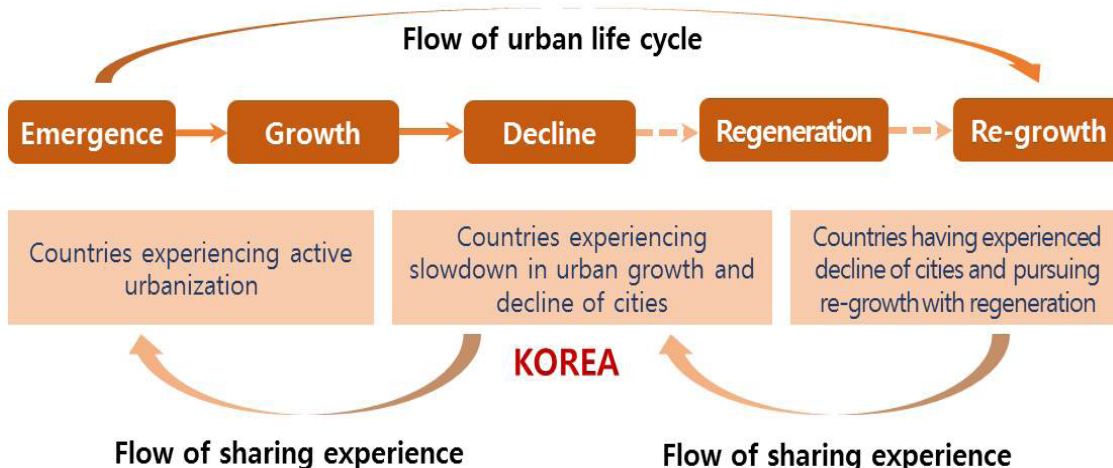 Flow of urban life cycle
Emergence
Growth
Decline
Regeneration
Re-growth
Countries experiencing active
urbanization
Countries experiencing
slowdown in urban growth and
decline of cities
Countries having experienced
decline of cities and pursuing
re-growth with regeneration
KOREA
Flow of sharing experience
Flow of sharing experience